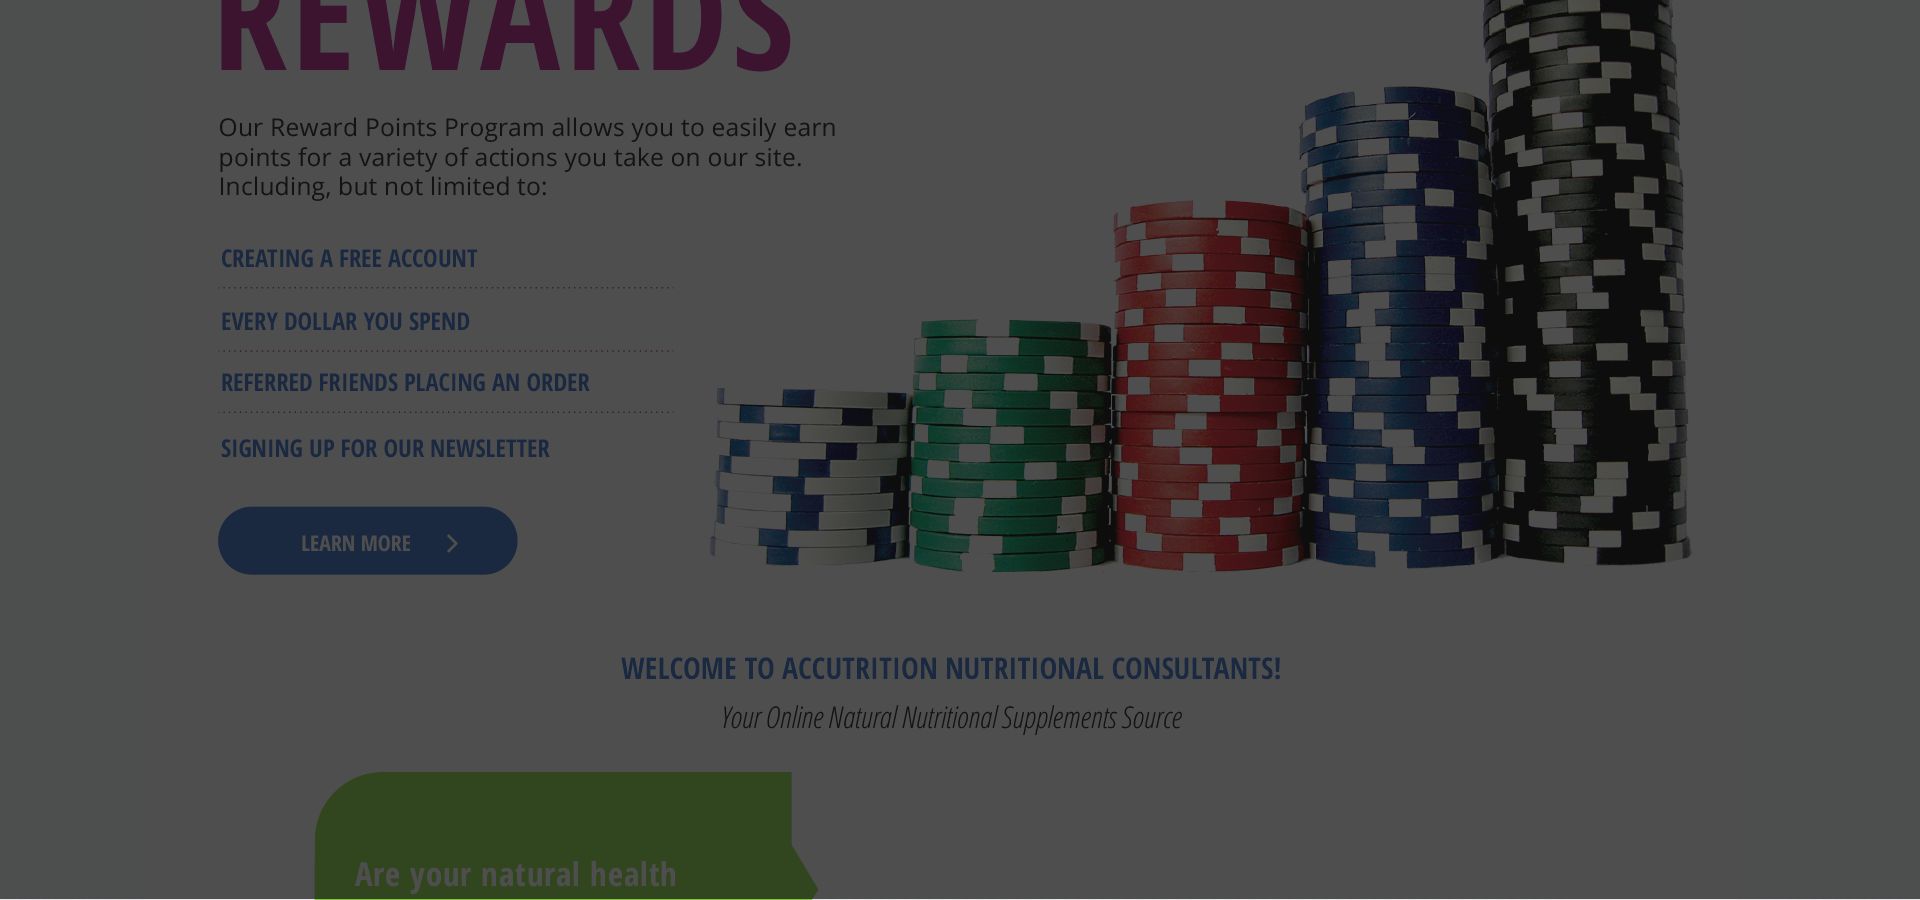 REWARDS
Our Reward Points Program allows you to easily earn
points for a variety of actions you take on our site.
Including, but not limited to:
CREATING A FREE ACCOUNT
EVERY DOLLAR YOU SPEND
REFERRED FRIENDS PLACING AN ORDER
SIGNING UP FOR OUR NEWSLETTER
LEARN MORE
WELCOME TO ACCUTRITION NUTRITIONAL CONSULTANTS!
Your Online Natural Nutritional Supplements Source
Are your natural health